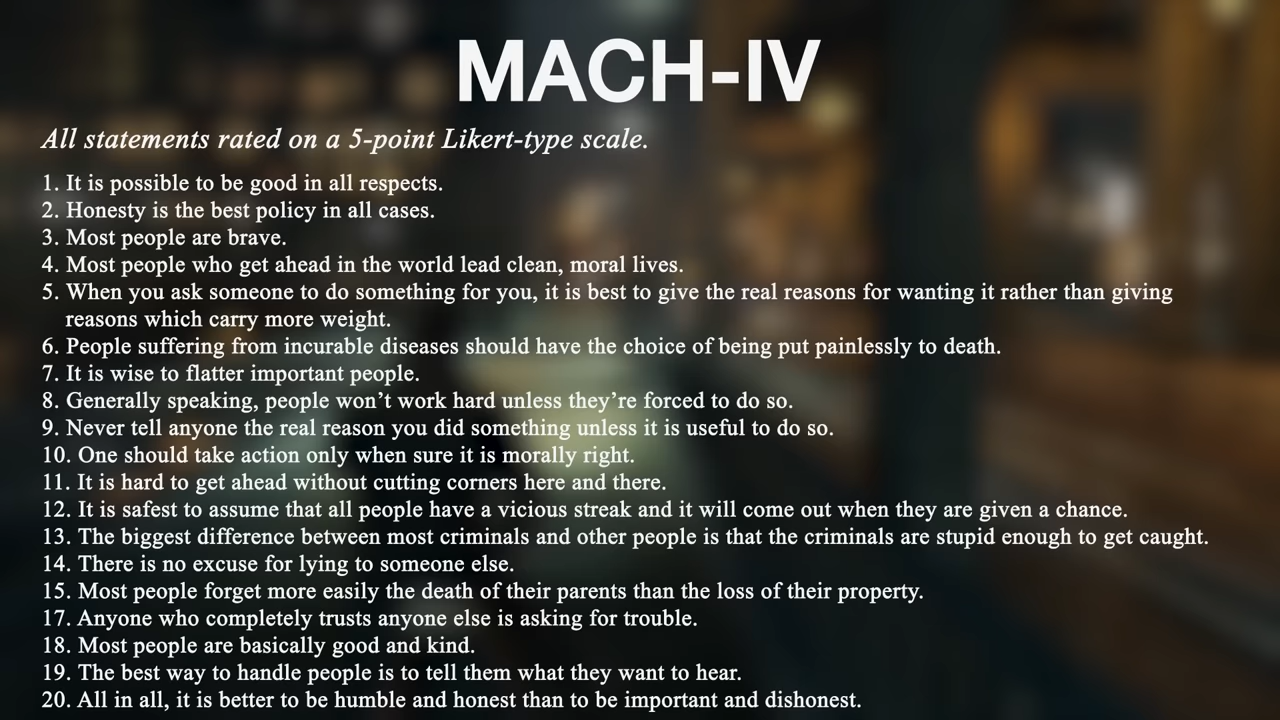 MACH-IV
All statements rated on a 5-point Likert-type scale.
1. It is possible to be good in all respects.
2. Honesty is the best policy in all cases.
3. Most people are brave.
4. Most people who get ahead in the world lead clean, moral lives.
5. When you ask someone to do something for you, it is best to give the real reasons for wanting it rather than giving
reasons which carry more weight.
6. People suffering from incurable diseases should have the choice of being put painlessly to death.
7. It is wise to flatter important people.
8. Generally speaking, people won’t work hard unless they’re forced to do so.
9. Never tell anyone the real reason you did something unless it is useful to do so.
10. One should take action only when sure it is morally right.
11. It is hard to get ahead without cutting corners here and there.
12. It is safest to assume that all people have a vicious streak and it will come out when they are given a chance.
13. The biggest difference between most criminals and other people is that the criminals are stupid enough to get caught.
14. There is no excuse for lying to someone else.
15. Most people forget more easily the death of their parents than the loss of their property.
17. Anyone who completely trusts anyone else is asking for trouble.
18. Most people are basically good and kind.
19. The best way to handle people is to tell them what they want to hear.
20. All in all, it is better to be humble and honest than to be important and dishonest.